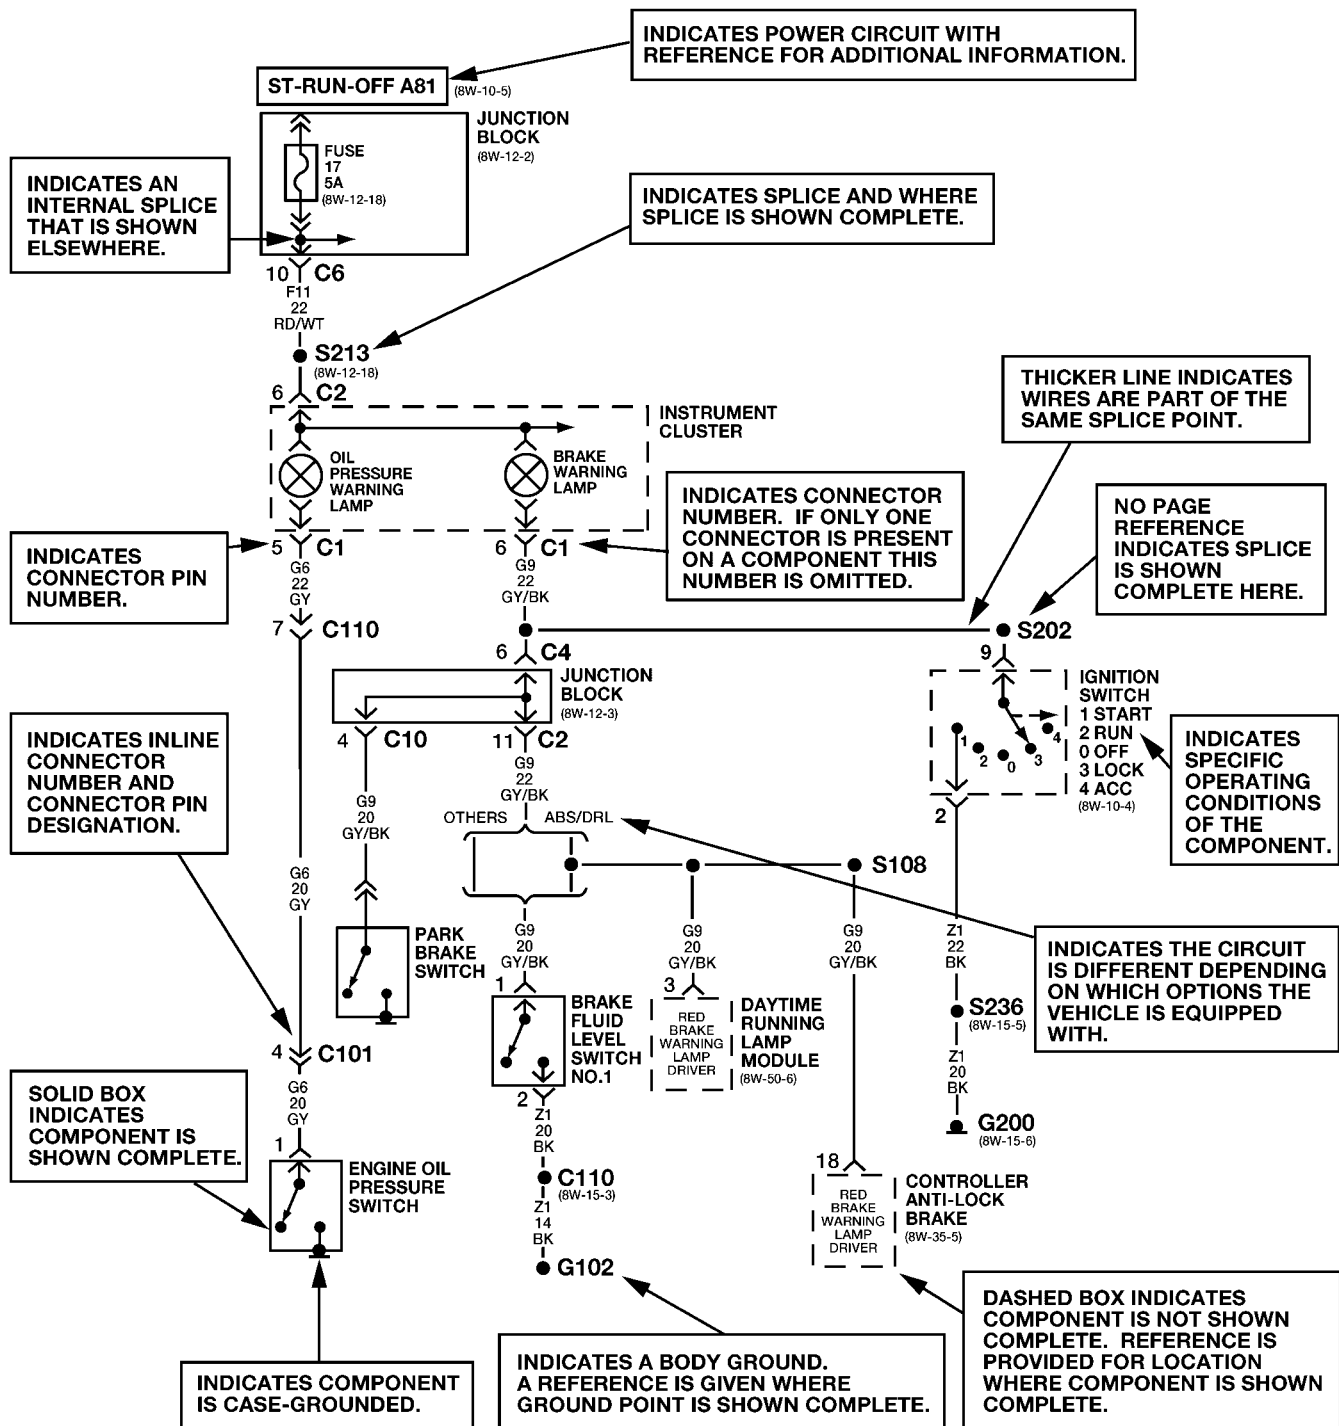 INDICATES POWER CIRCUIT WITH
REFERENCE FOR ADDITIONAL INFORMATION.
ST-RUN-OFF A81
(8W-10-5)
JUNCTION
BLOCK
(8W-12-2)
FUSE
17
5A
(8W-12-18)
INDICATES AN
INTERNAL SPLICE
THAT IS SHOWN
ELSEWHERE.
INDICATES SPLICE AND WHERE
SPLICE IS SHOWN COMPLETE.
10 C6
F11
22
RD/WT
S213
(8W-12-18)
6 C2
INSTRUMENT
CLUSTER
OIL
PRESSURE
WARNING
LAMP
BRAKE
WARNING
LAMP
THICKER LINE INDICATES
WIRES ARE PART OF THE
SAME SPLICE POINT.
INDICATES CONNECTOR
NUMBER. IF ONLY ONE
CONNECTOR IS PRESENT
ON A COMPONENT THIS
NUMBER IS OMITTED.
NO PAGE
REFERENCE
INDICATES SPLICE
IS SHOWN
COMPLETE HERE.
INDICATES
CONNECTOR PIN
NUMBER.
5 C1
G6
22
GY
7 C110
6 C1
G9
22
GY/BK
S202
9
6 C4
JUNCTION
BLOCK
(8W-12-3)
4 C10
11 C2
IGNITION
SWITCH
1 START
2 RUN
0 OFF
3 LOCK
4 ACC
(8W-10-4)
1
2
0
3
4
2
INDICATES
SPECIFIC
OPERATING
CONDITIONS
OF THE
COMPONENT.
INDICATES INLINE
CONNECTOR
NUMBER AND
CONNECTOR PIN
DESIGNATION.
G9
20
GY/BK
G9
22
GY/BK
OTHERS ABS/DRL
S108
G6
20
GY
PARK
BRAKE
SWITCH
G9
20
GY/BK
G9
20
GY/BK
G9
20
GY/BK
Z1
22
BK
INDICATES THE CIRCUIT
IS DIFFERENT DEPENDING
ON WHICH OPTIONS THE
VEHICLE IS EQUIPPED
WITH.
1
BRAKE
FLUID
LEVEL
SWITCH
NO.1
3
RED
BRAKE
WARNING
LAMP
DRIVER
DAYTIME
RUNNING
LAMP
MODULE
(8W-50-6)
S236
(8W-15-5)
Z1
20
BK
G200
(8W-15-6)
4 C101
G6
20
GY
1
SOLID BOX
INDICATES
COMPONENT IS
SHOWN COMPLETE.
ENGINE OIL
PRESSURE
SWITCH
2
Z1
20
BK
C110
(8W-15-3)
Z1
14
BK
G102
18
RED
BRAKE
WARNING
LAMP
DRIVER
CONTROLLER
ANTI-LOCK
BRAKE
(8W-35-5)
INDICATES COMPONENT
IS CASE-GROUNDED.
INDICATES A BODY GROUND.
A REFERENCE IS GIVEN WHERE
GROUND POINT IS SHOWN COMPLETE.
DASHED BOX INDICATES
COMPONENT IS NOT SHOWN
COMPLETE. REFERENCE IS
PROVIDED FOR LOCATION
WHERE COMPONENT IS SHOWN
COMPLETE.